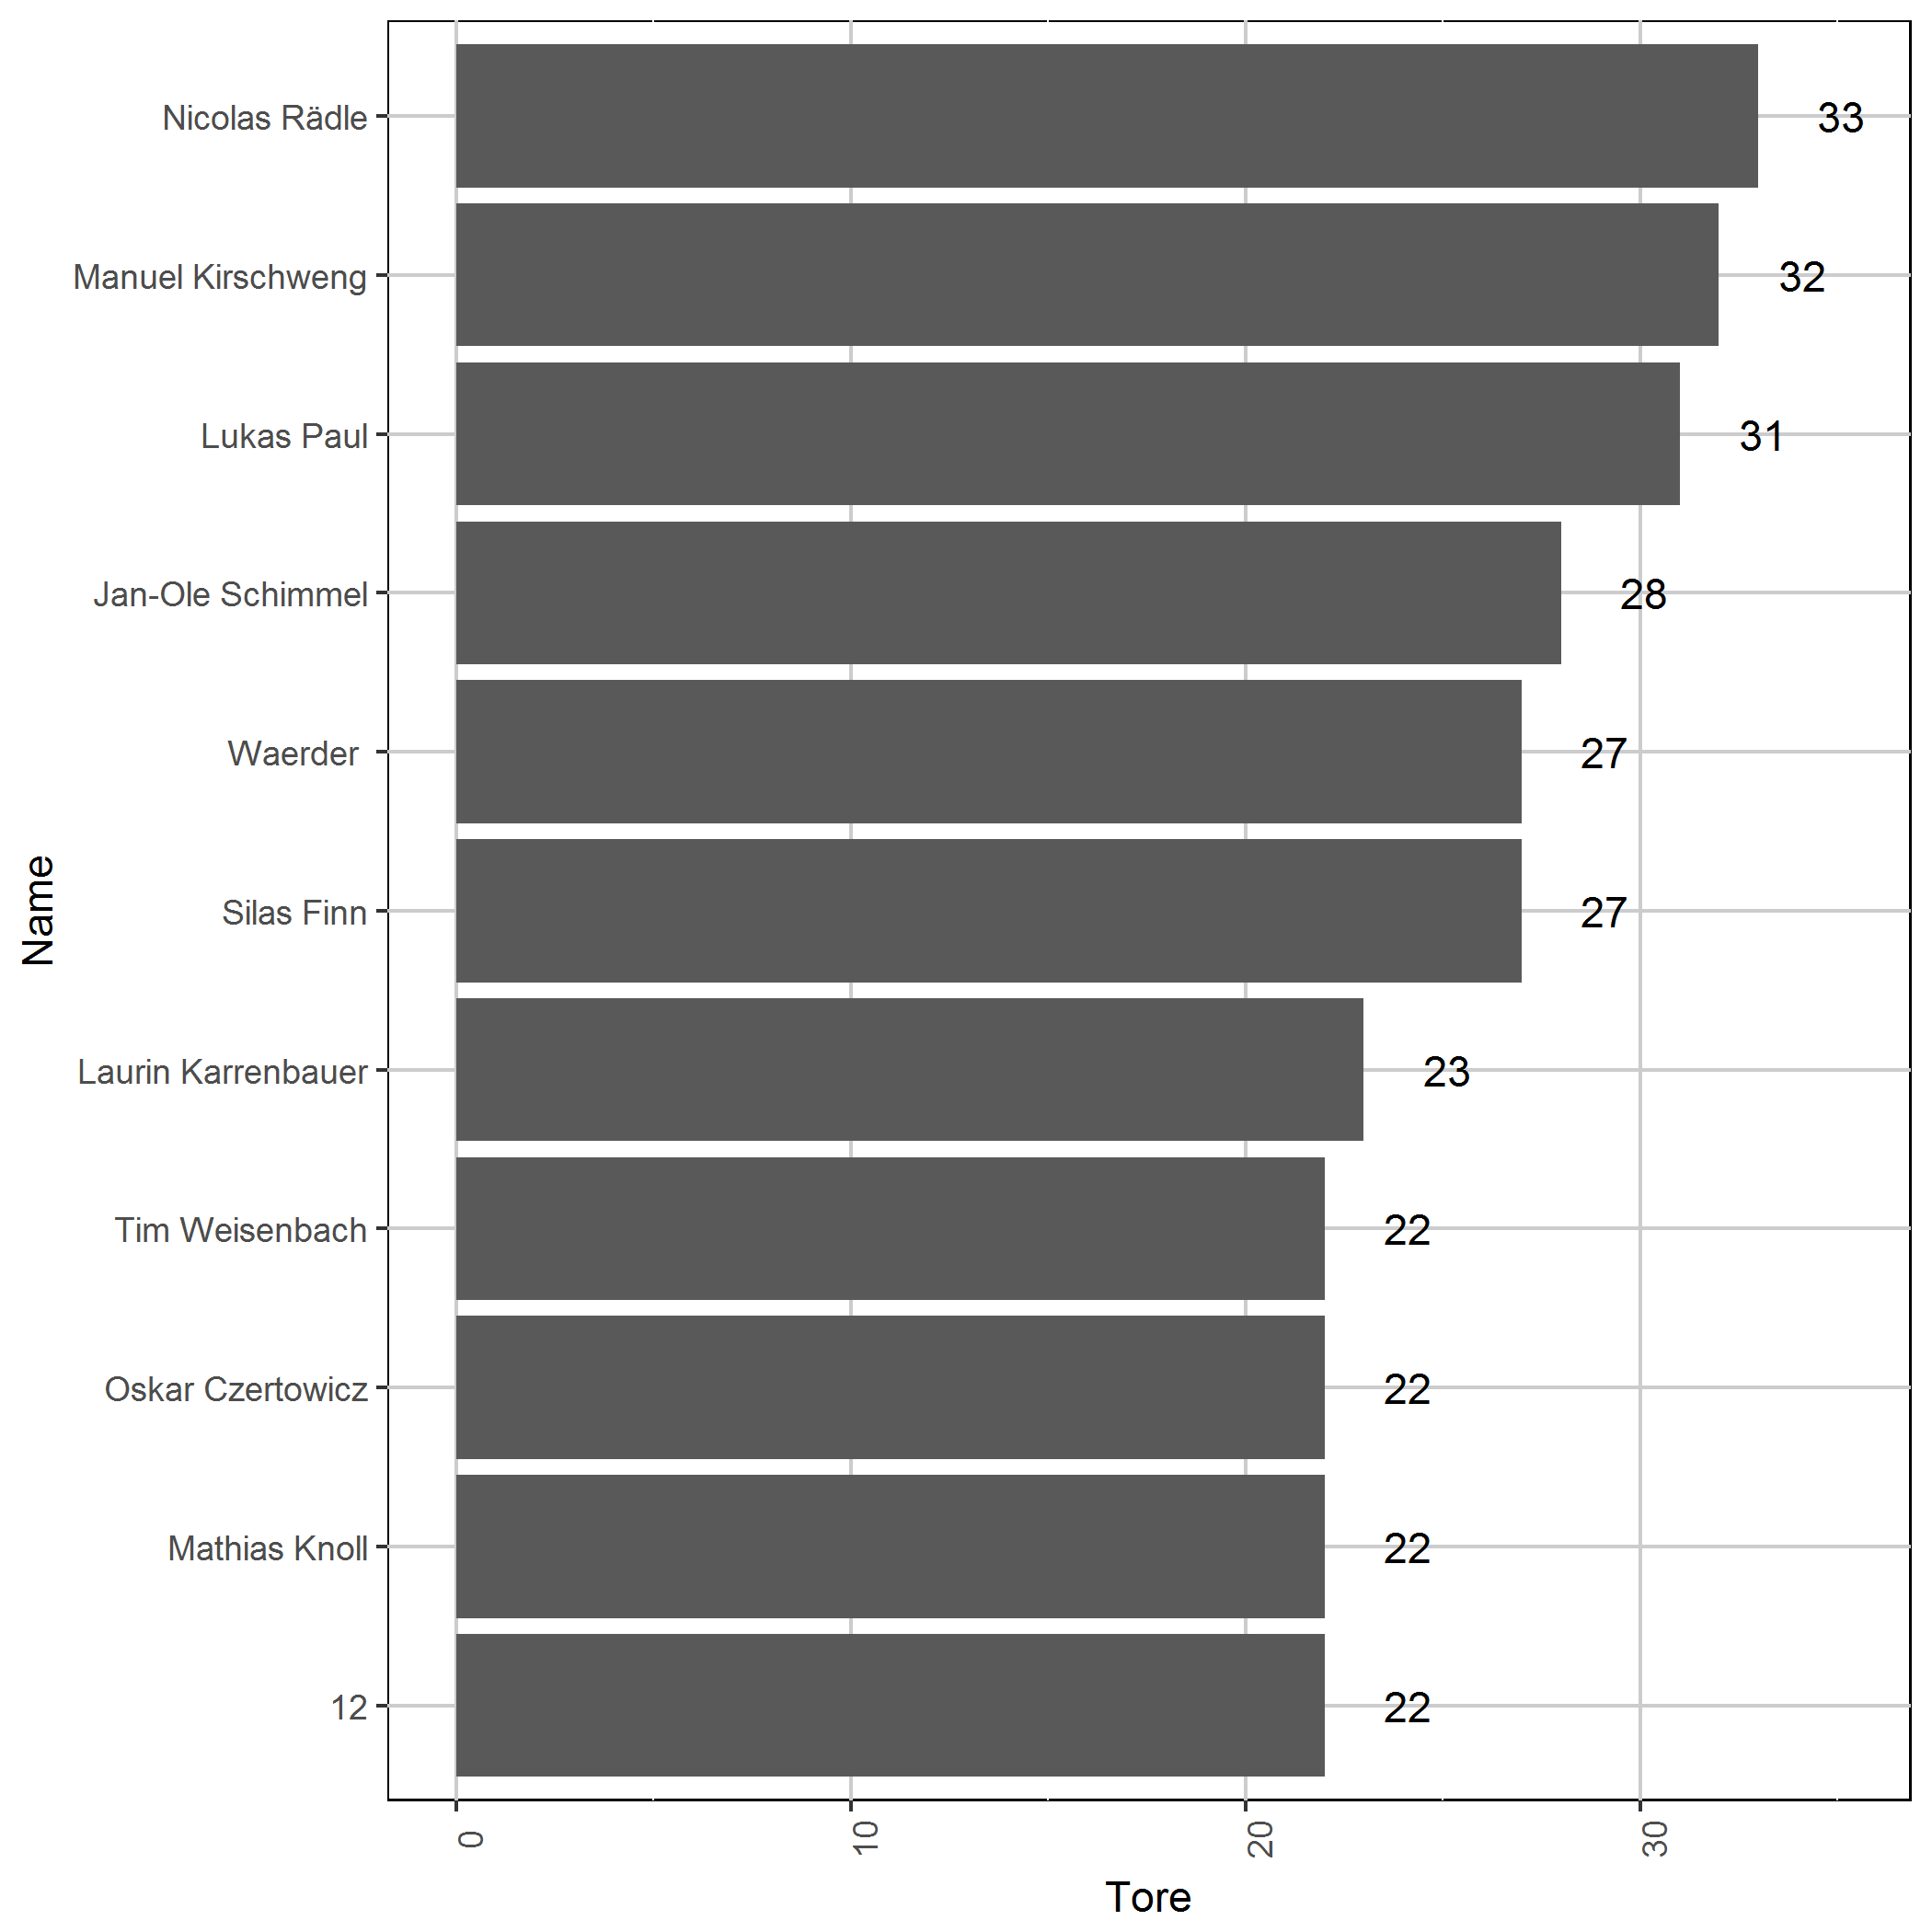 Nicolas Rädle 33
Manuel Kirschweng 32
Lukas Paul 31
Jan-Ole Schimmel 28
Waerder 27
Silas Finn 27
Laurin Karrenbauer 23
Tim Weisenbach 22
Oskar Czertowicz 22
Mathias Knoll 22
12 22
Name
0 10 20 30
Tore